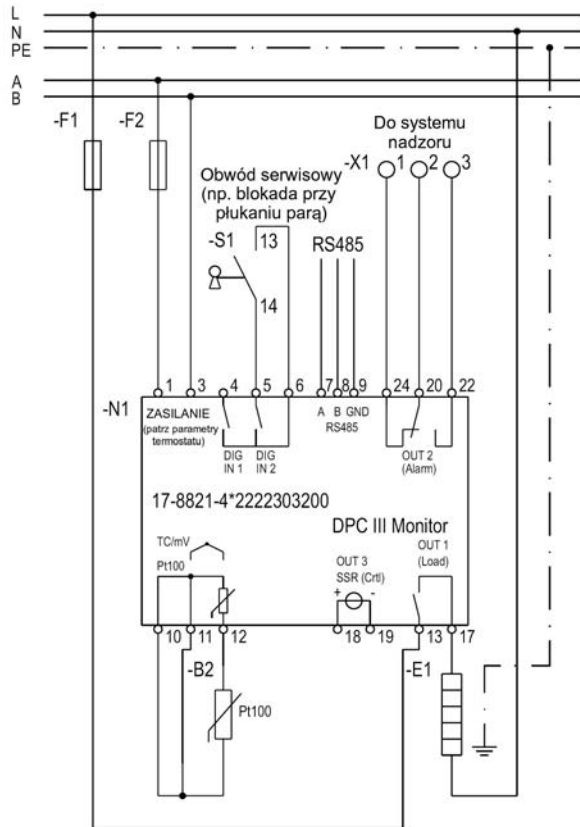 L
N
PE
A
B
-F1
-F2
Do systemu
nadzoru
-X1 1 2 3
Obwód serwisowy
(np. blokada przy
płukaniu parą)
-S1 13
RS485
14
1 3 4 5 6 7 8 9 24 20 22
-N1
ZASILANIE
(patrz parametry
termostatu)
A B GND
RS485
DIG
IN 1
DIG
IN 2
OUT 2
(Alarm)
17-8821-4*2222303200
DPC III Monitor
TC/mV
Pt100
OUT 3
SSR (Crtl)
+ -
OUT 1
(Load)
10 11 12 18 19 13 17
-B2
-E1
Pt100